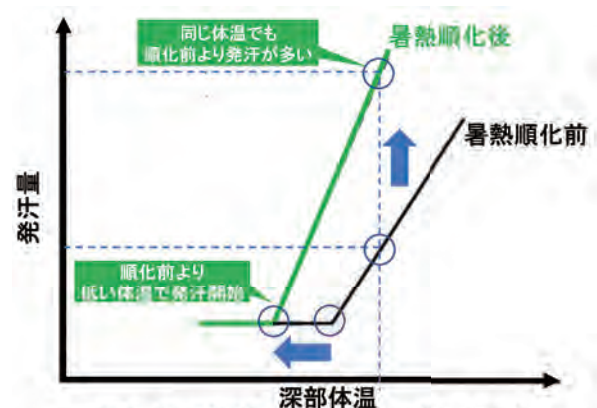 同じ体温でも
順化前より発汗が多い
暑熱順化後
暑熱順化前
発汗量
順化前より
低い体温で発汗開始
深部体温